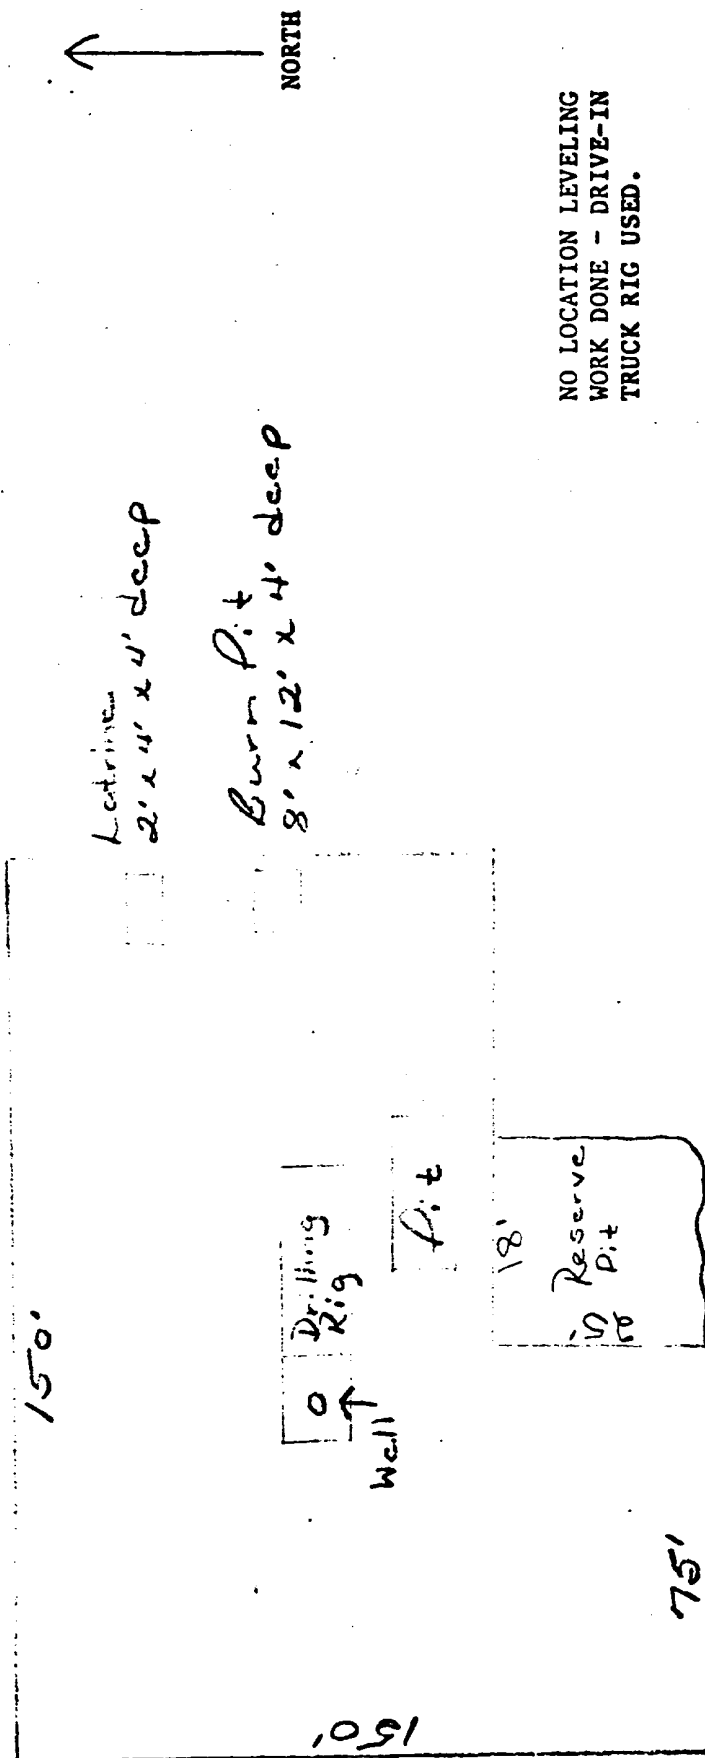 NORTH
NO LOCATION LEVELING
WORK DONE - DRIVE-IN
TRUCK RIG USED.
Latrine
2' x 4' x 4' deep
Burn Pit
8' x 12' x 4' deep
150'
Drilling
Rig
O
Well
Pit
18'
Reserve
Pit
150'
75'